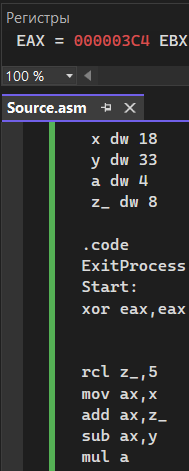 Регистры
EAX = 000003C4 EBX
100 %
Source.asm
x dw 18
y dw 33
a dw 4
z_ dw 8
.code
ExitProcess
Start:
xor eax,eax
rcl z_,5
mov ax,x
add ax,z_
sub ax,y
mul a